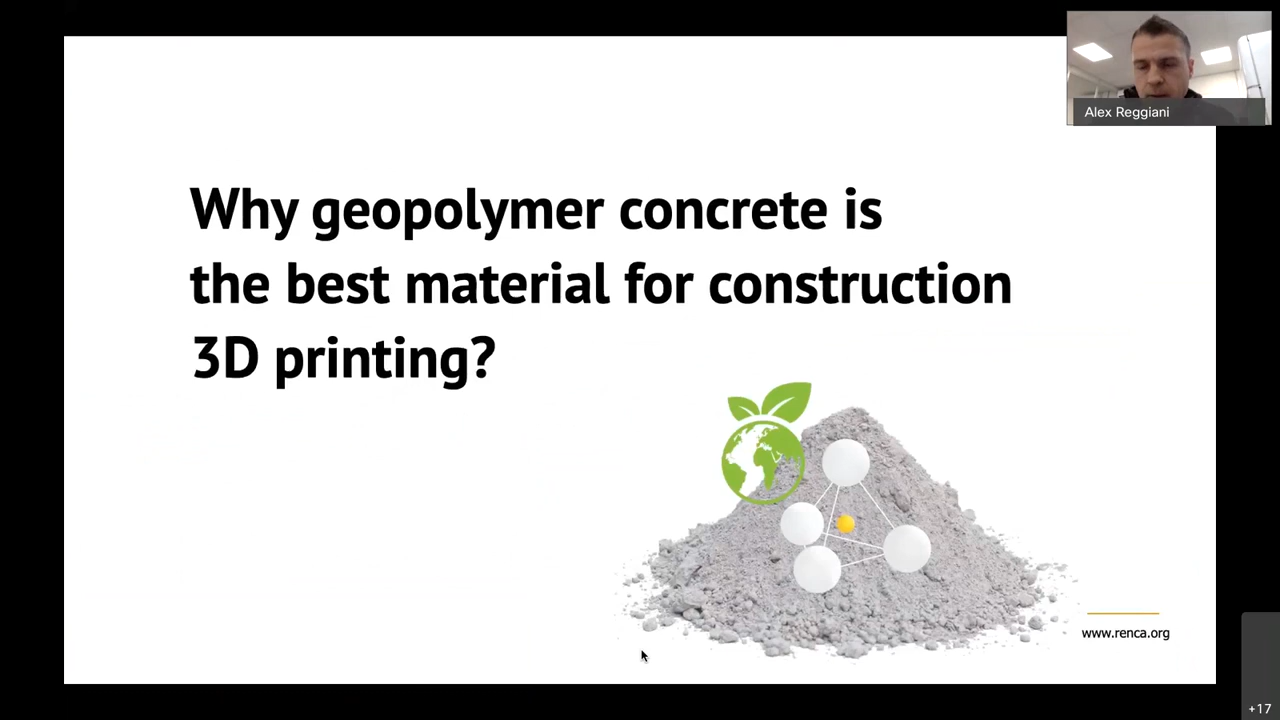 Alex Reggiani
Why geopolymer concrete is
the best material for construction
3D printing?
www.renca.org
+17